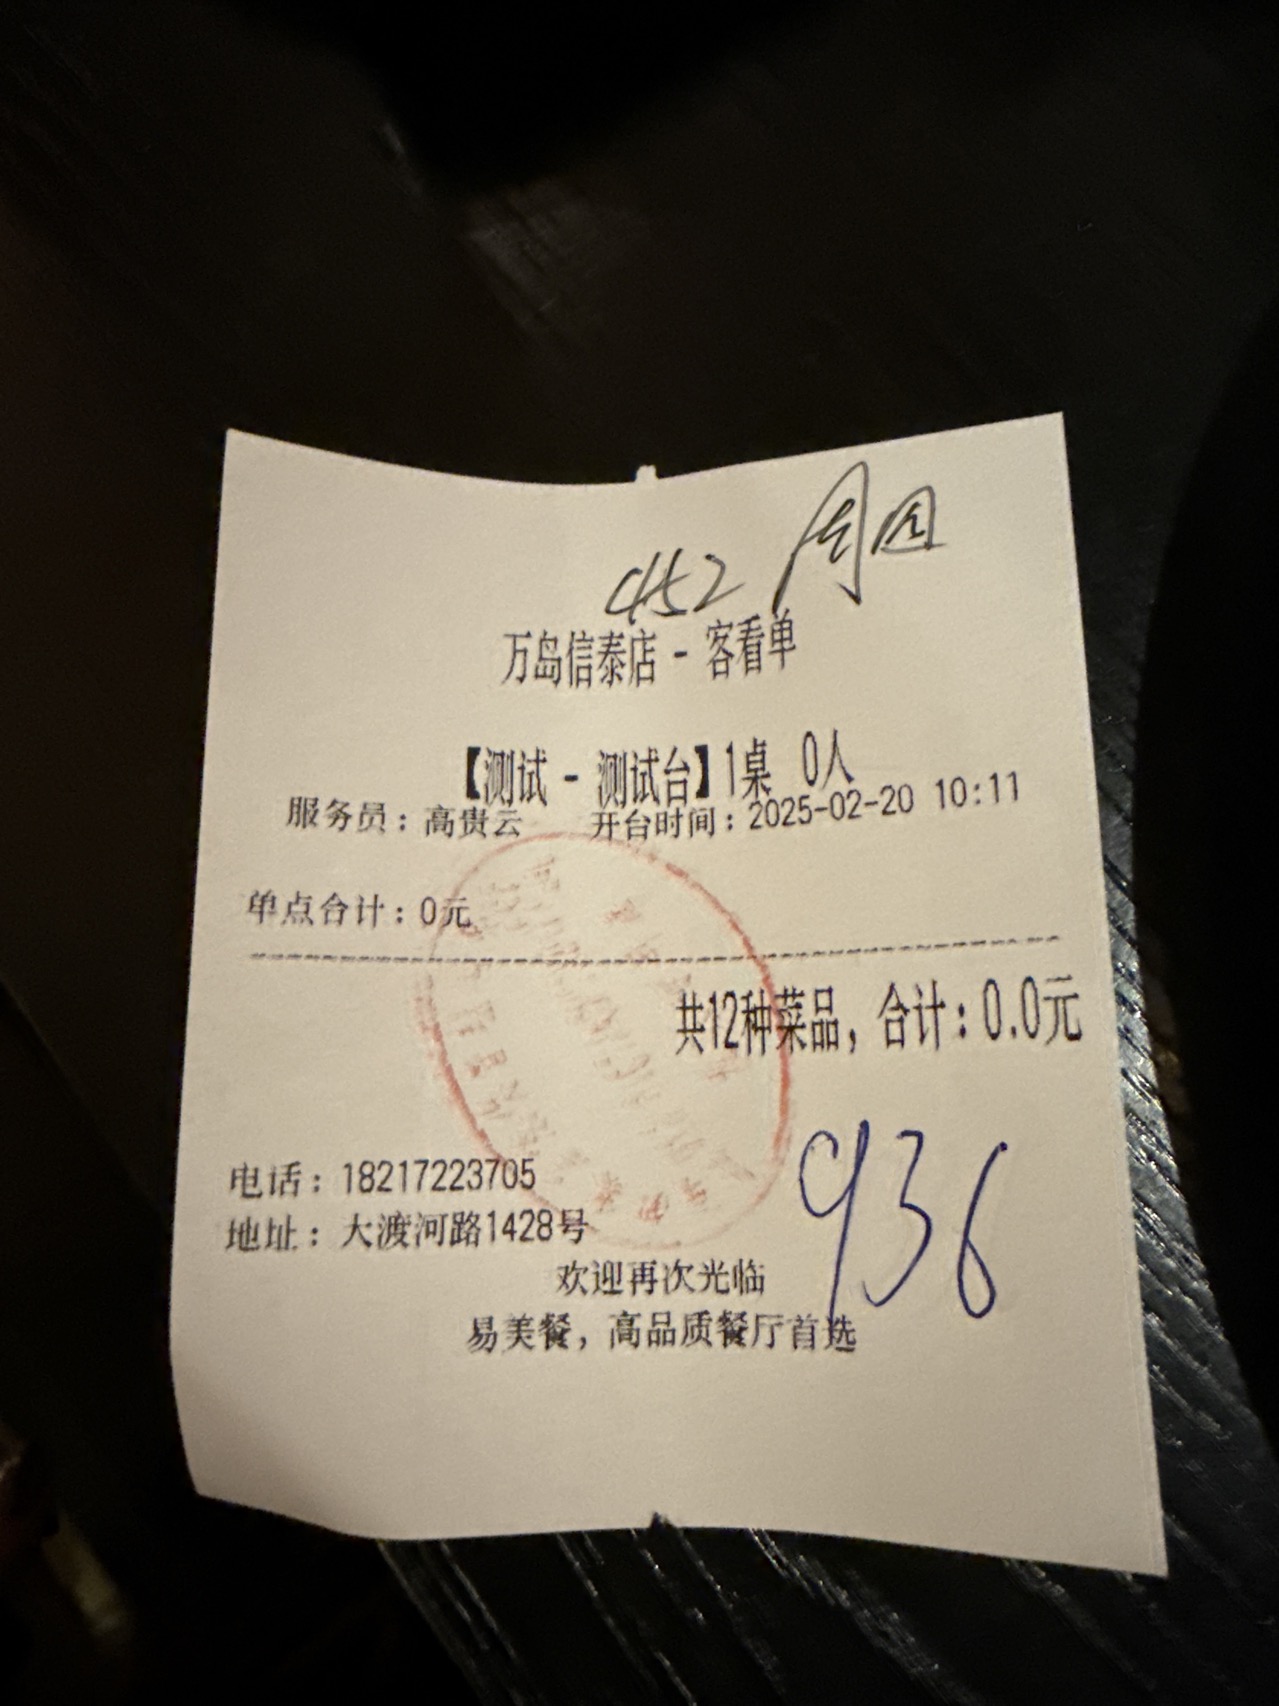 452 周四
万岛信泰店 - 客看单
【测试 - 测试台】1桌 0人
服务员：高贵云 开台时间：2025-02-20 10:11
单点合计：0元
共12种菜品，合计：0.0元
936
电话：18217223705
地址：大渡河路1428号
欢迎再次光临
易美餐，高品质餐厅首选